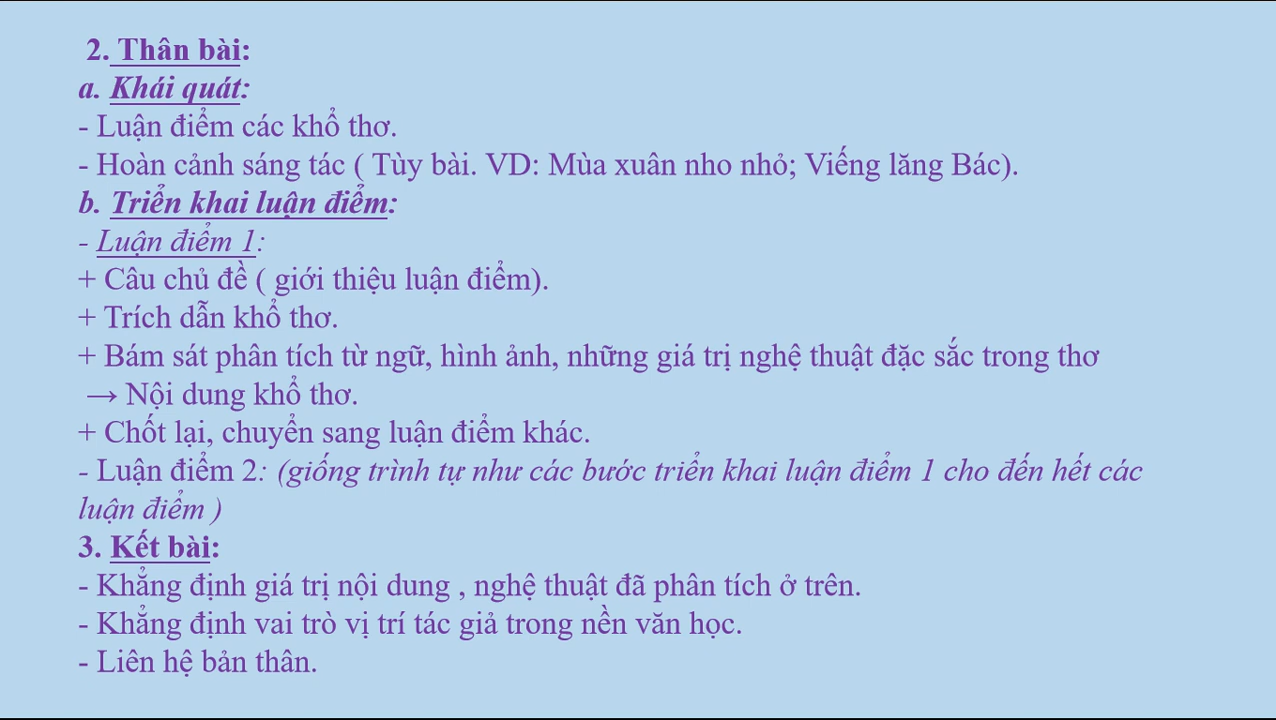 2. Thân bài:
a. Khái quát:
- Luận điểm các khổ thơ.
- Hoàn cảnh sáng tác ( Tùy bài. VD: Mùa xuân nho nhỏ; Viếng lăng Bác).
b. Triển khai luận điểm:
- Luận điểm 1:
+ Câu chủ đề ( giới thiệu luận điểm).
+ Trích dẫn khổ thơ.
+ Bám sát phân tích từ ngữ, hình ảnh, những giá trị nghệ thuật đặc sắc trong thơ
→ Nội dung khổ thơ.
+ Chốt lại, chuyển sang luận điểm khác.
- Luận điểm 2: (giống trình tự như các bước triển khai luận điểm 1 cho đến hết các
luận điểm )
3. Kết bài:
- Khẳng định giá trị nội dung , nghệ thuật đã phân tích ở trên.
- Khẳng định vai trò vị trí tác giả trong nền văn học.
- Liên hệ bản thân.